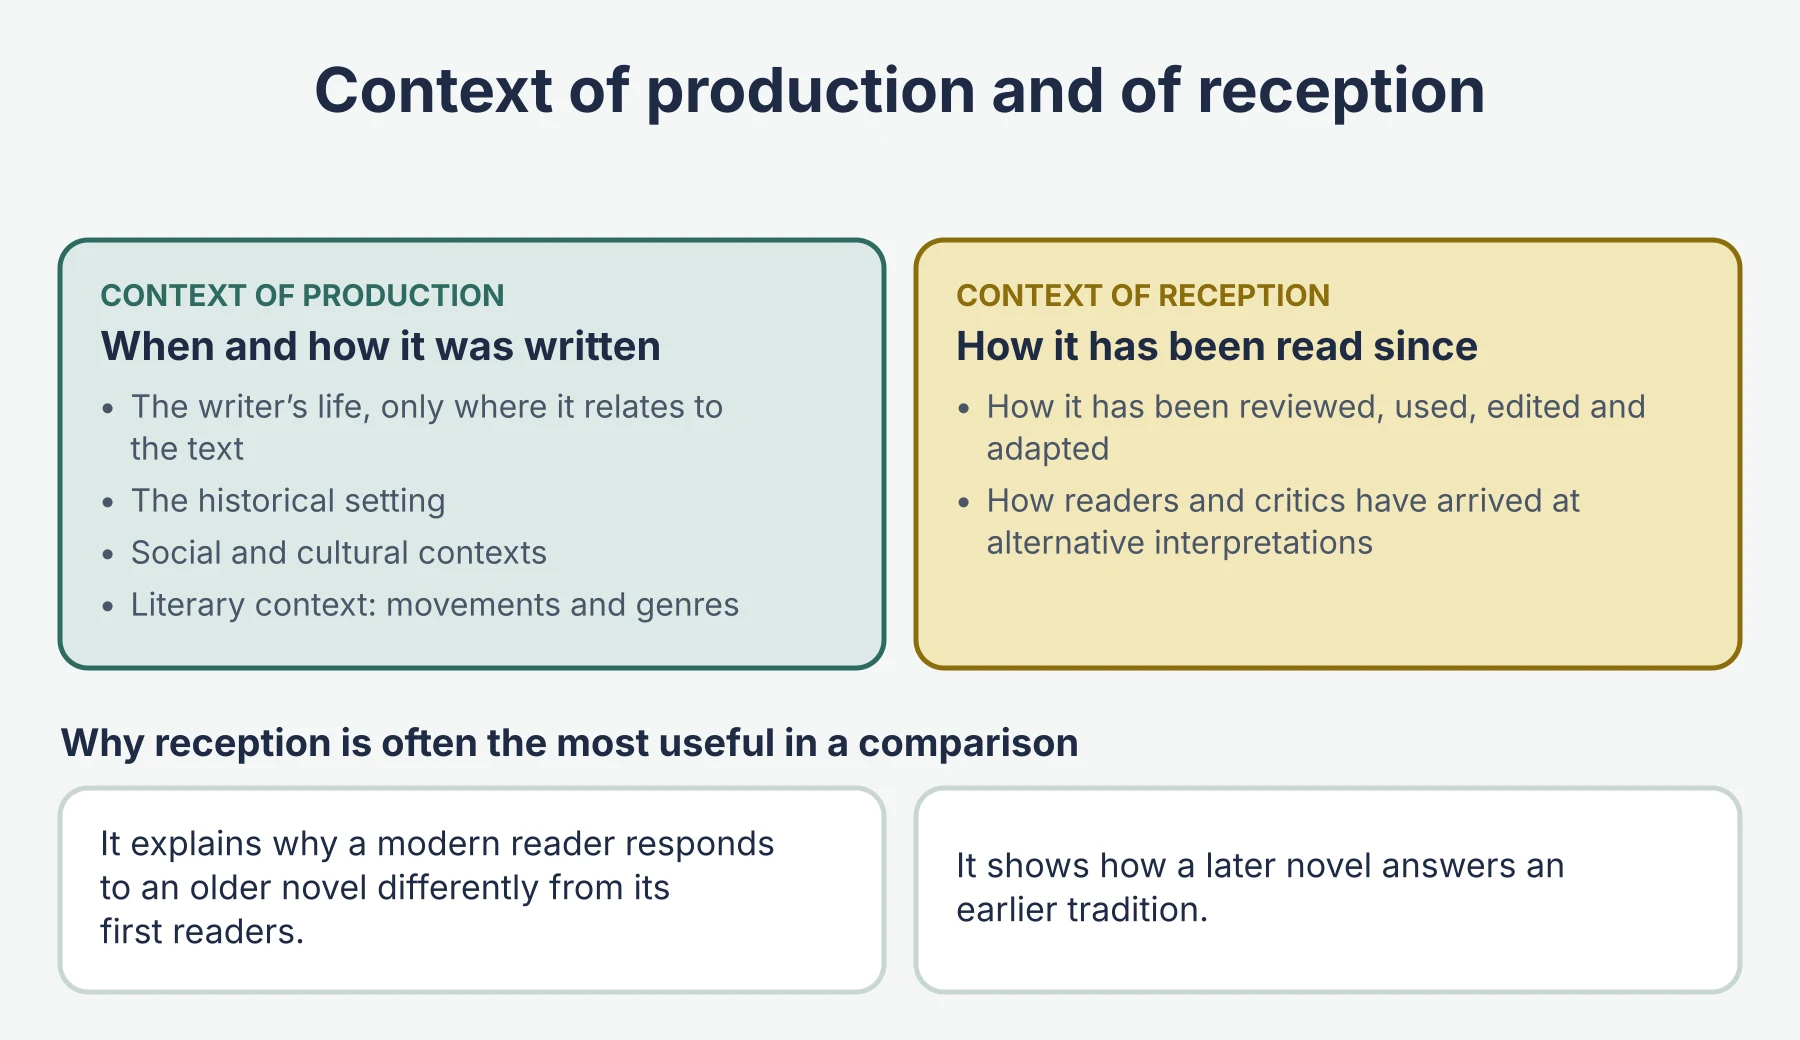 Context of production and of reception
CONTEXT OF PRODUCTION
When and how it was written
• The writer’s life, only where it relates to
the text
• The historical setting
• Social and cultural contexts
• Literary context: movements and genres
CONTEXT OF RECEPTION
How it has been read since
• How it has been reviewed, used, edited and
adapted
• How readers and critics have arrived at
alternative interpretations
Why reception is often the most useful in a comparison
It explains why a modern reader responds
to an older novel differently from its
first readers.
It shows how a later novel answers an
earlier tradition.